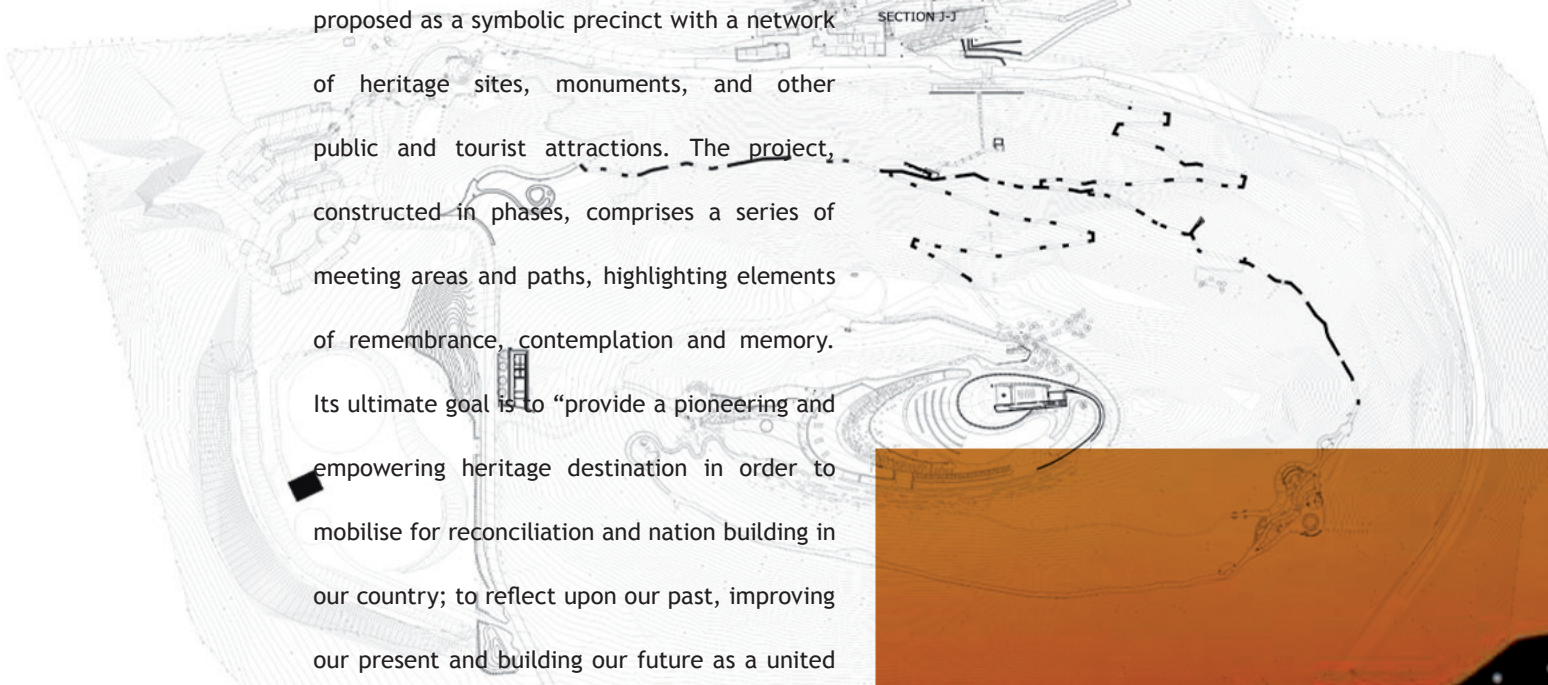 proposed as a symbolic precinct with a network
of heritage sites, monuments, and other
public and tourist attractions. The project,
constructed in phases, comprises a series of
meeting areas and paths, highlighting elements
of remembrance, contemplation and memory.
Its ultimate goal is to “provide a pioneering and
empowering heritage destination in order to
mobilise for reconciliation and nation building in
our country; to reflect upon our past, improving
our present and building our future as a united
SECTION J-J